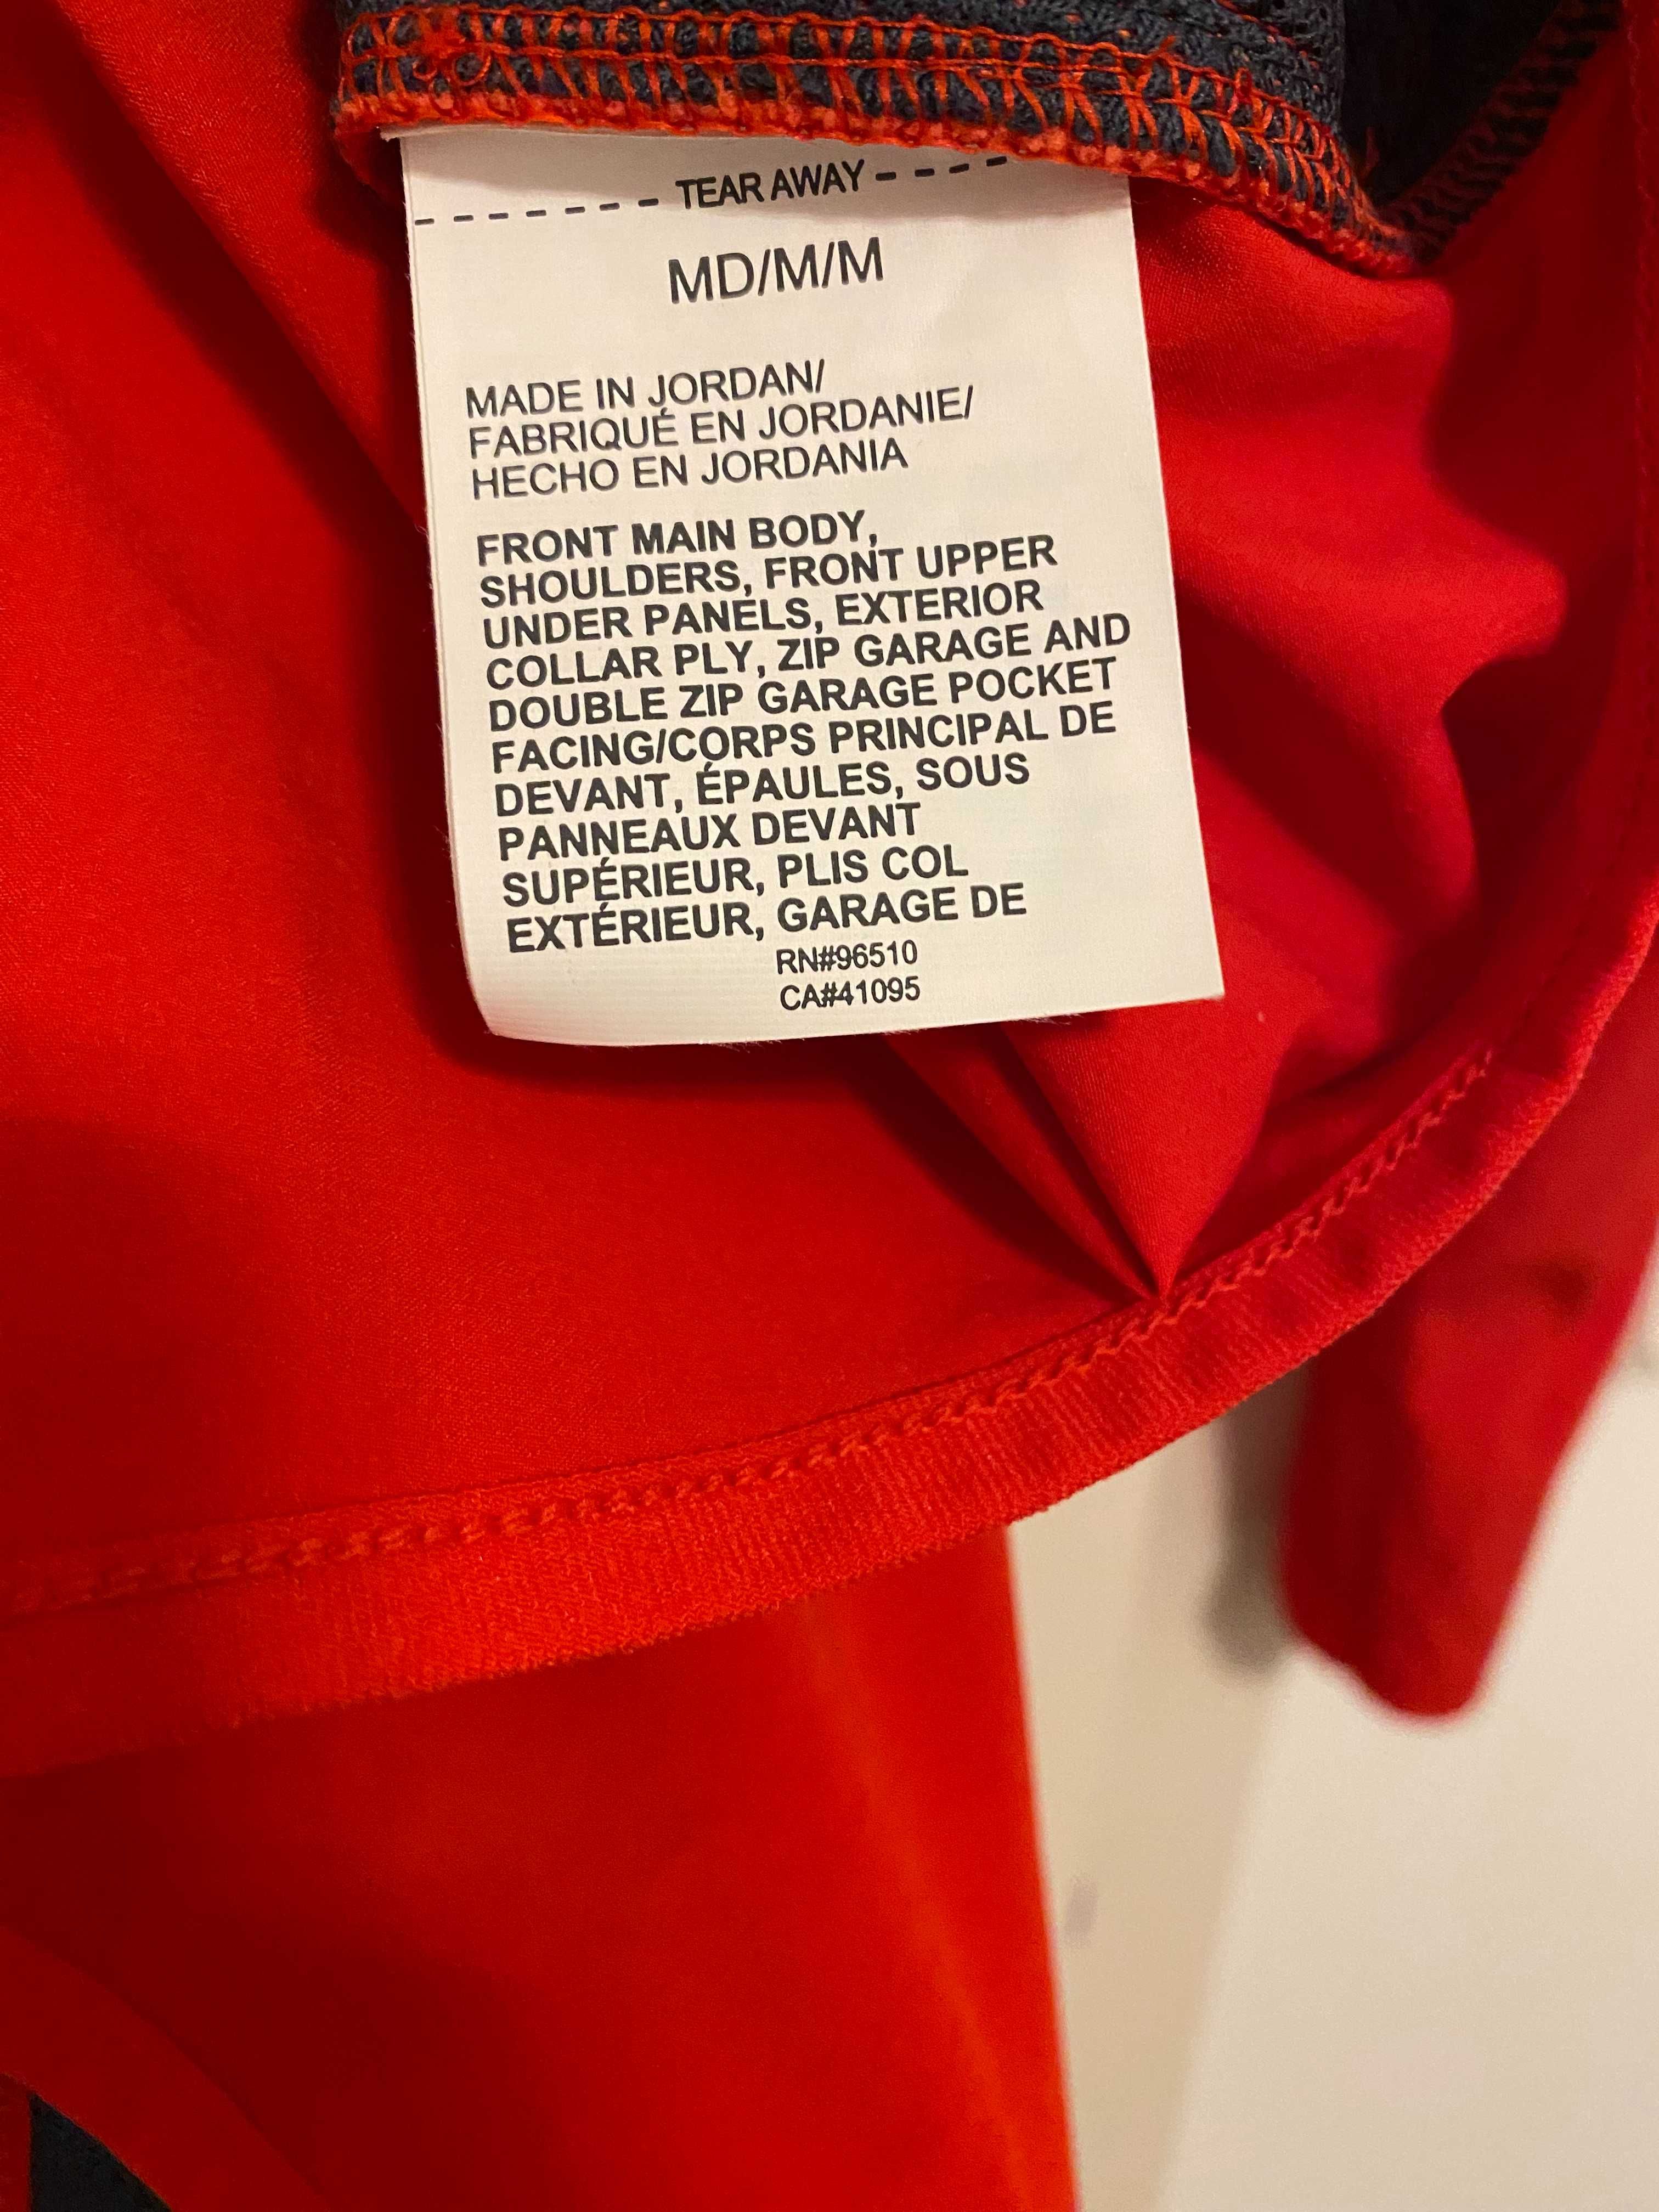 TEAR AWAY
MD/M/M
MADE IN JORDAN/
FABRIQUÉ EN JORDANIE/
HECHO EN JORDANIA
FRONT MAIN BODY,
SHOULDERS, FRONT UPPER
UNDER PANELS, EXTERIOR
COLLAR PLY, ZIP GARAGE AND
DOUBLE ZIP GARAGE POCKET
FACING/CORPS PRINCIPAL DE
DEVANT, ÉPAULES, SOUS
PANNEAUX DEVANT
SUPÉRIEUR, PLIS COL
EXTÉRIEUR, GARAGE DE
RN#96510
CA#41095